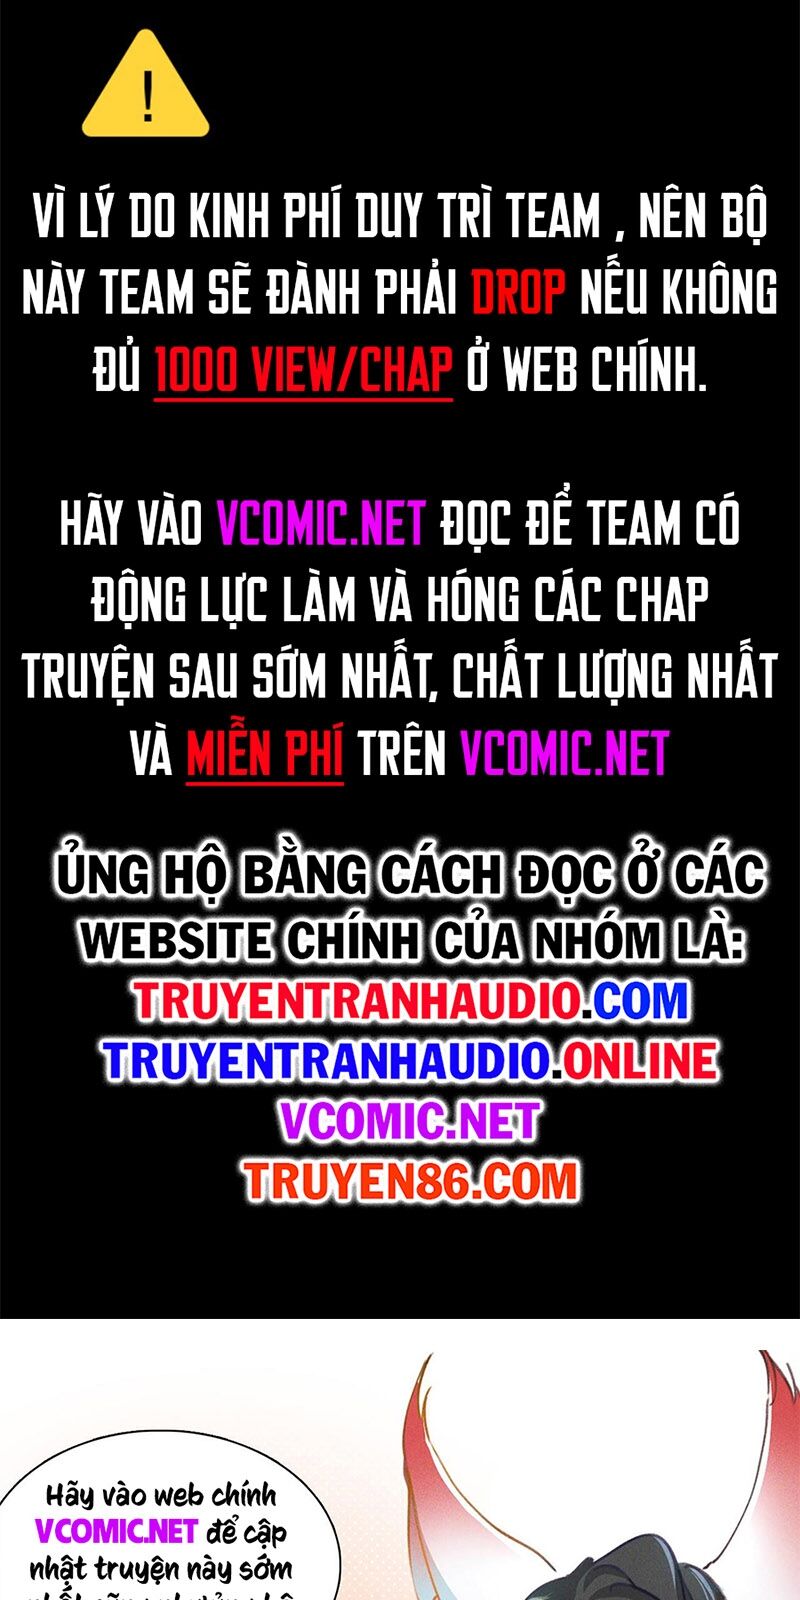 !
VÌ LÝ DO KINH PHÍ DUY TRÌ TEAM , NÊN BỘ
NÀY TEAM SẼ ĐÀNH PHẢI DROP NẾU KHÔNG
ĐỦ 1000 VIEW/CHAP Ở WEB CHÍNH.
HÃY VÀO VCOMIC.NET ĐỌC ĐỂ TEAM CÓ
ĐỘNG LỰC LÀM VÀ HÓNG CÁC CHAP
TRUYỆN SAU SỚM NHẤT, CHẤT LƯỢNG NHẤT
VÀ MIỄN PHÍ TRÊN VCOMIC.NET
ỦNG HỘ BẰNG CÁCH ĐỌC Ở CÁC
WEBSITE CHÍNH CỦA NHÓM LÀ:
TRUYENTRANHAUDIO.COM
TRUYENTRANHAUDIO.ONLINE
VCOMIC.NET
TRUYEN86.COM
Hãy vào web chính
VCOMIC.NET để cập
nhật truyện này sớm